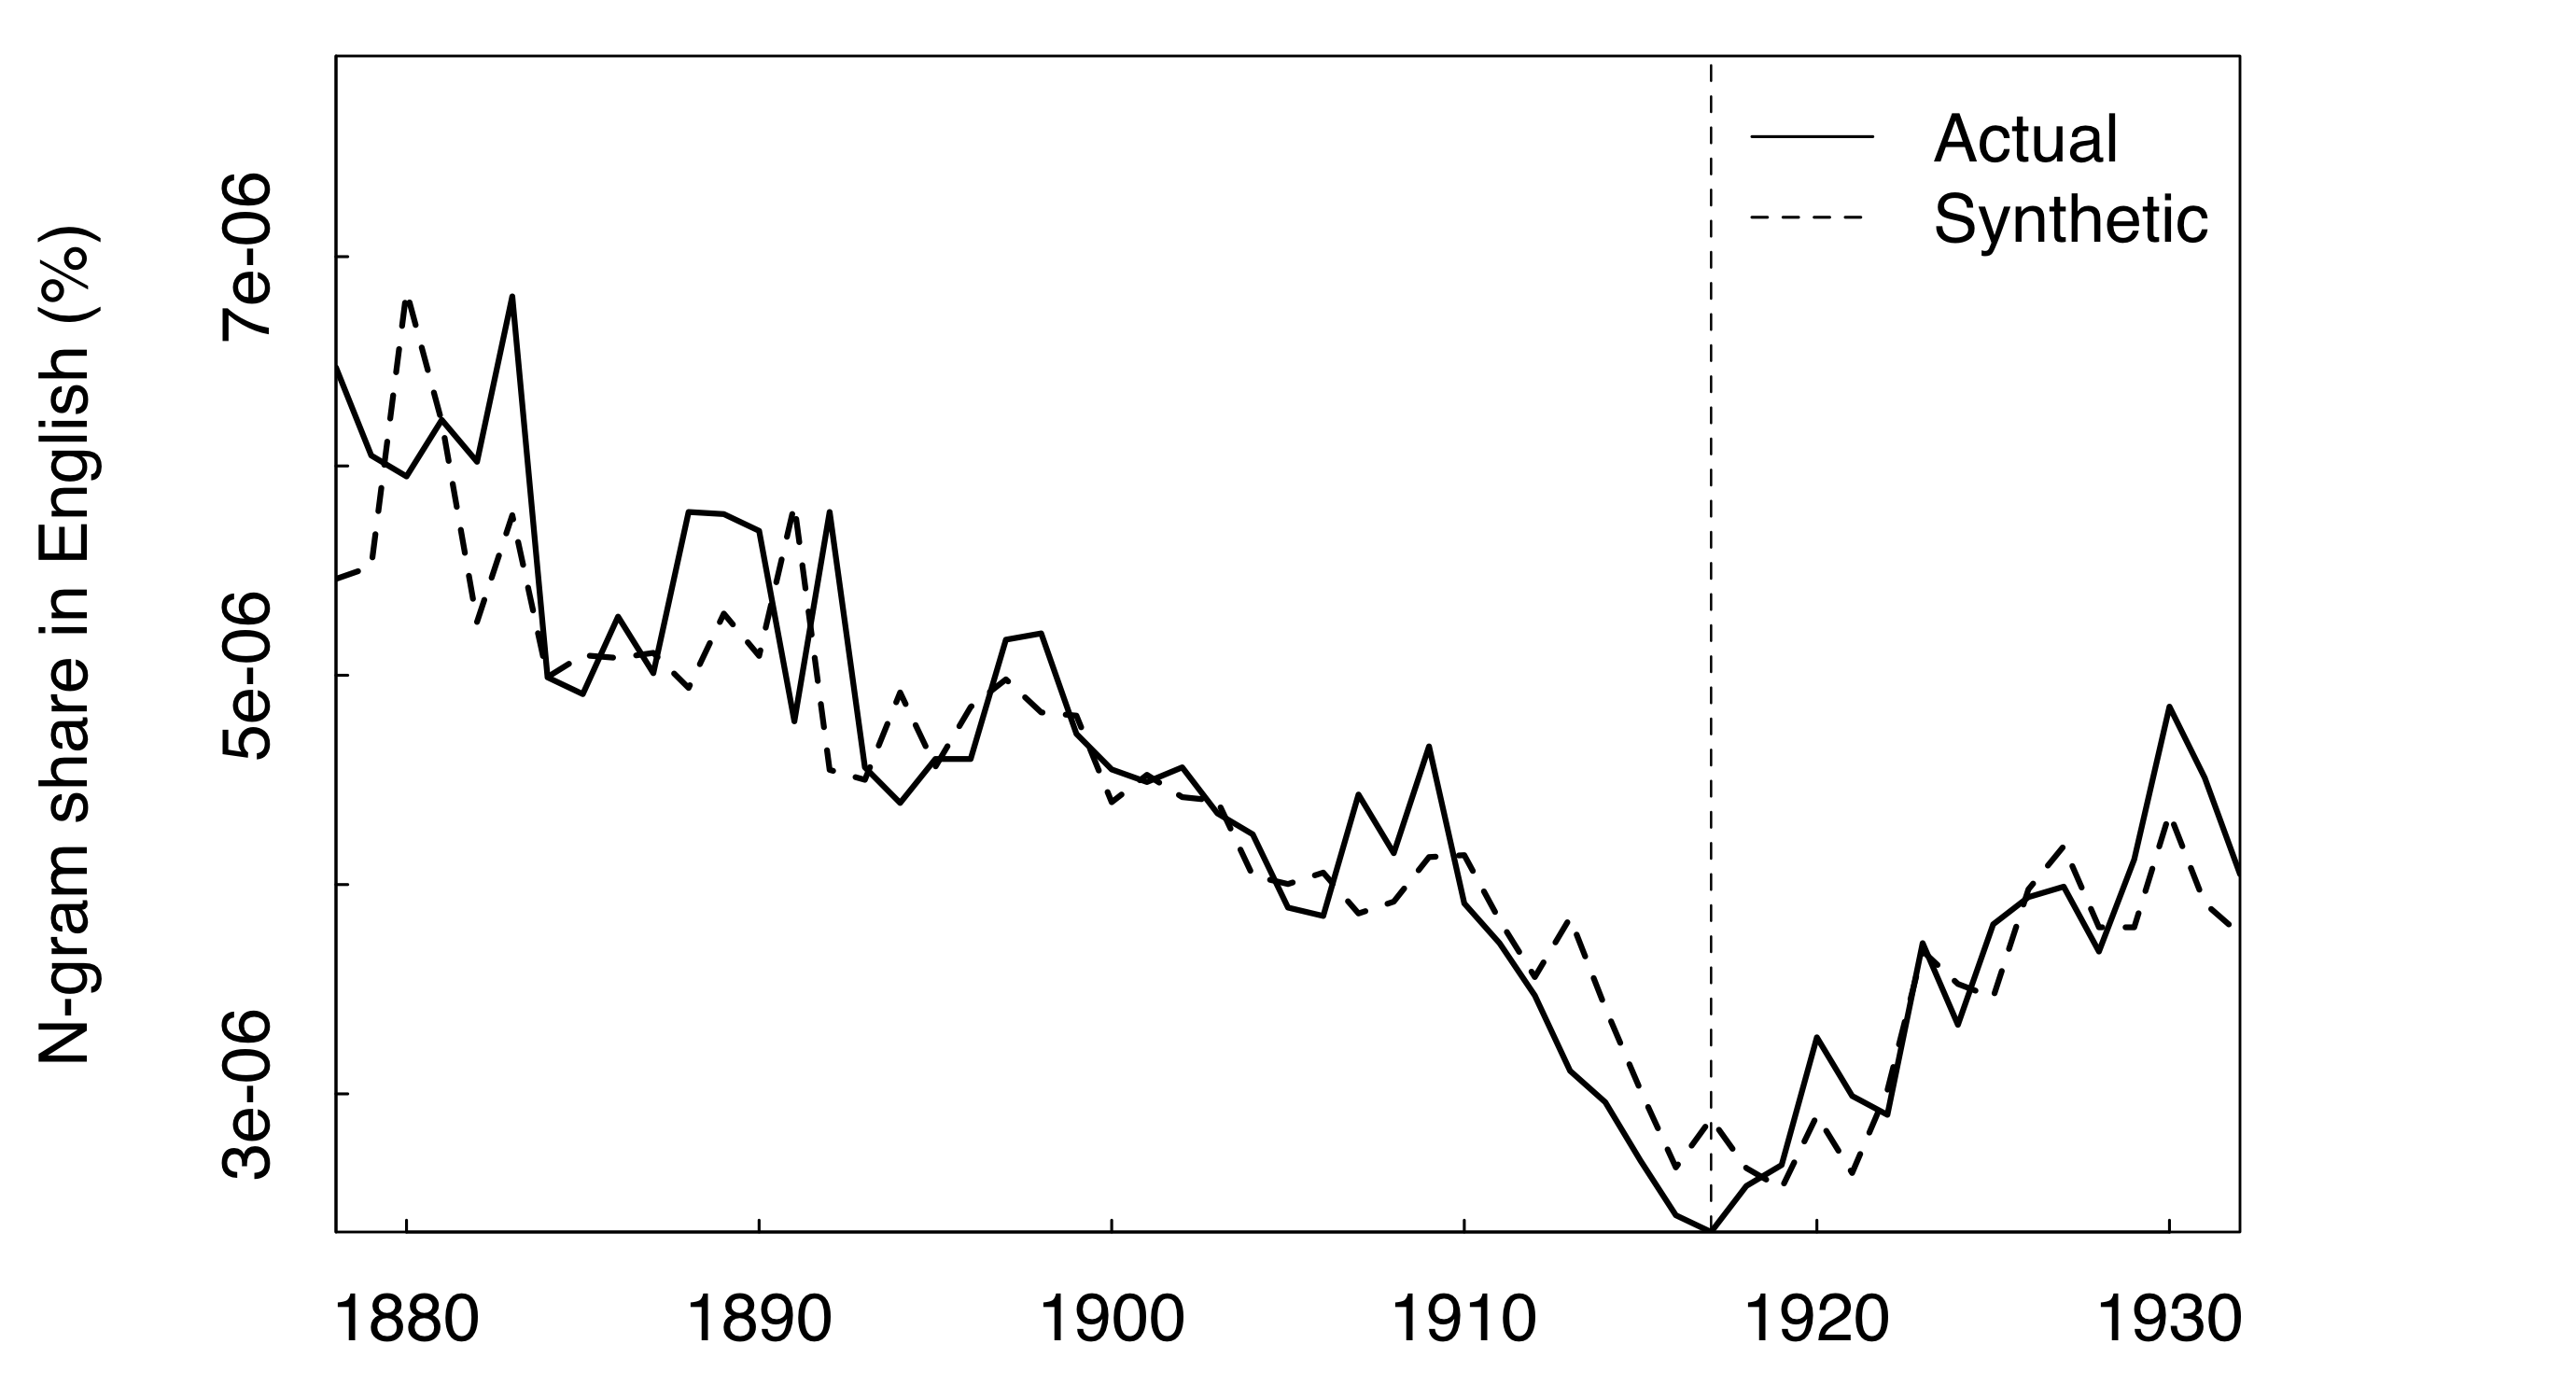 N-gram share in English (%)
7e-06
5e-06
3e-06
Actual
Synthetic
1880 1890 1900 1910 1920 1930